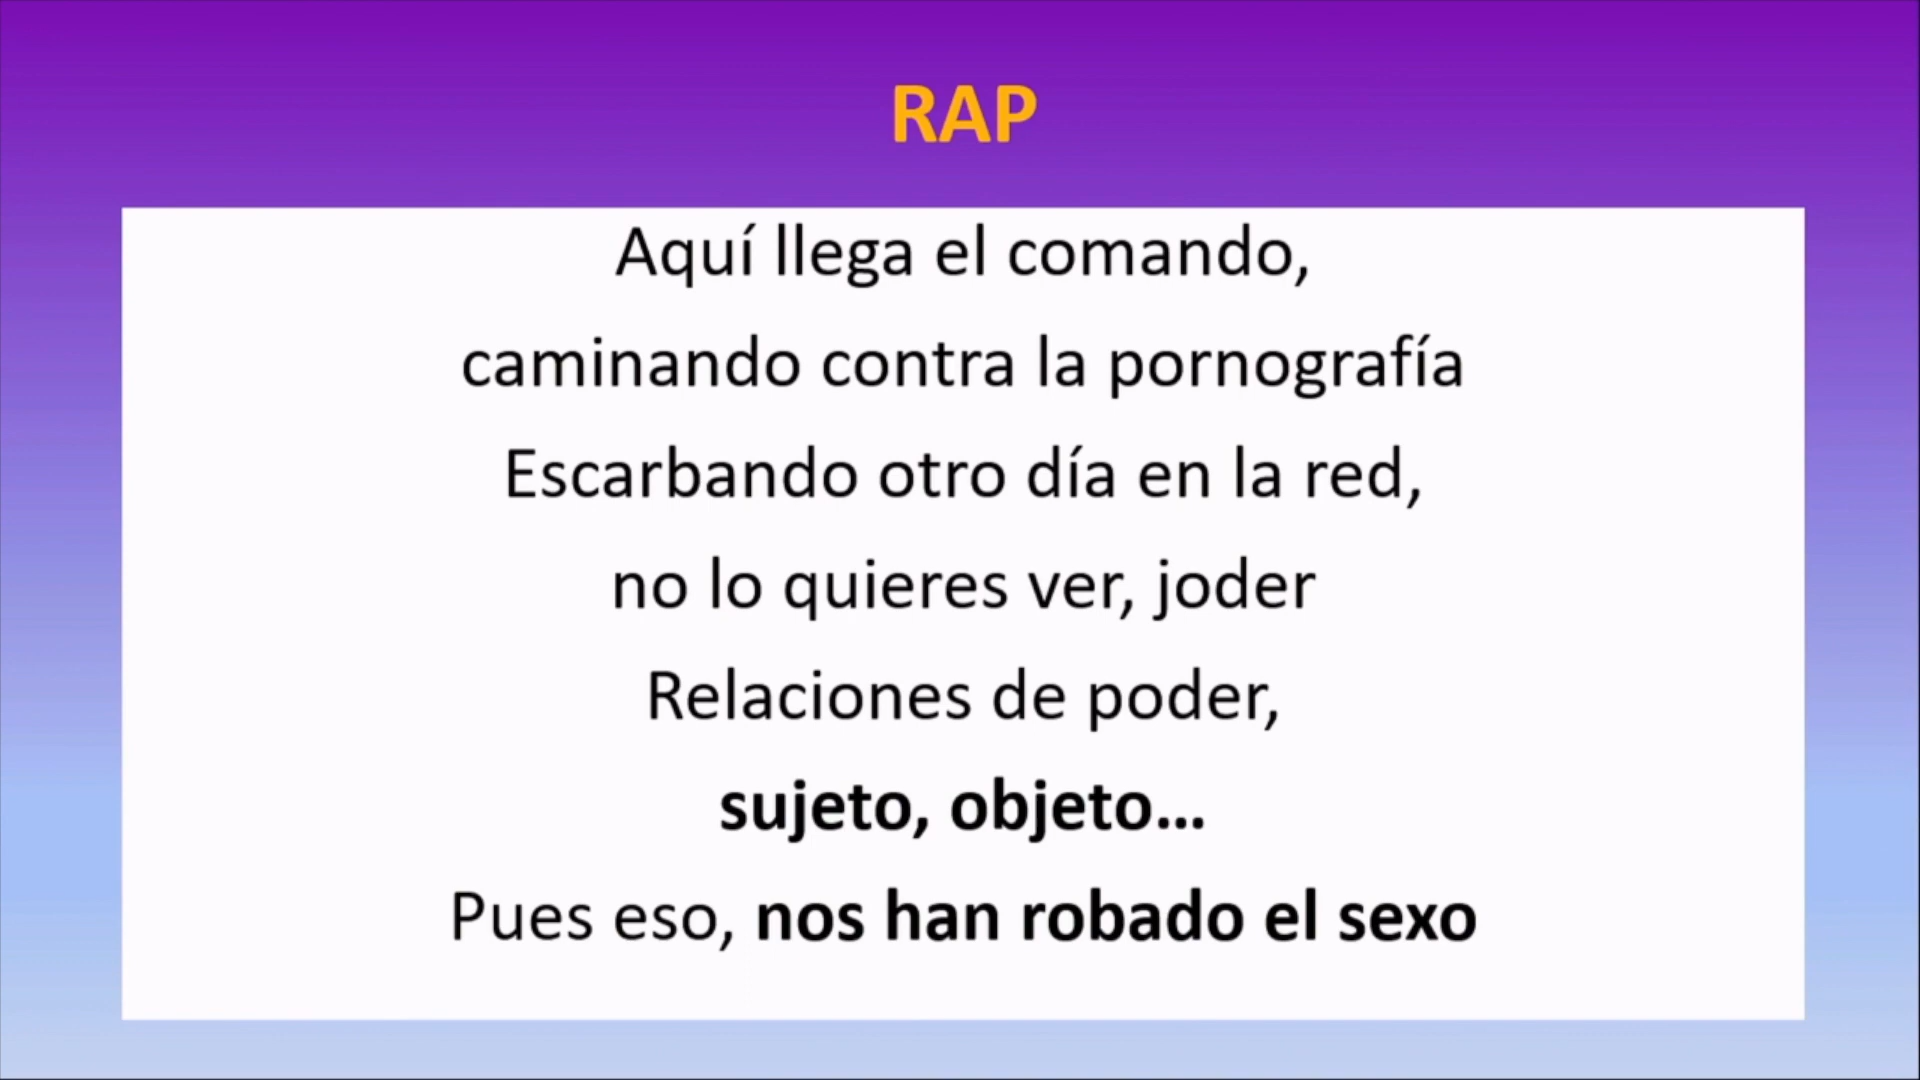 RAP
Aquí llega el comando,
caminando contra la pornografía
Escarbando otro día en la red,
no lo quieres ver, joder
Relaciones de poder,
sujeto, objeto...
Pues eso, nos han robado el sexo